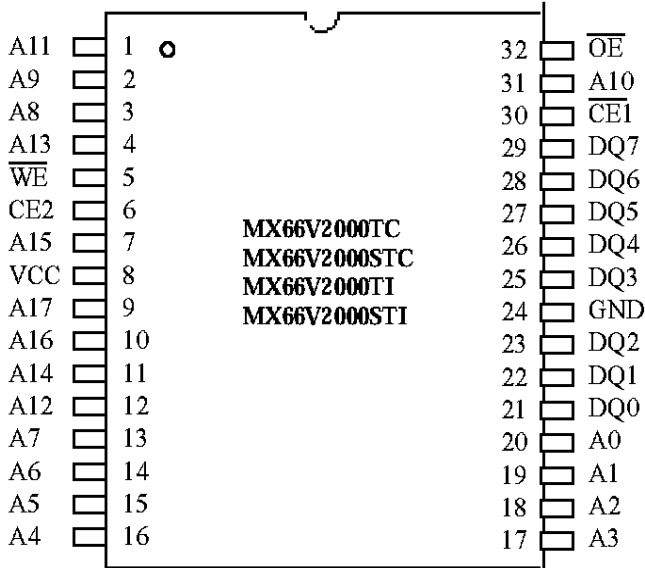 A11 1 32 O̅E̅
A9 2 31 A10
A8 3 30 C̅E̅1
A13 4 29 DQ7
W̅E̅ 5 28 DQ6
CE2 6 27 DQ5
A15 7 26 DQ4
VCC 8 25 DQ3
A17 9 24 GND
A16 10 23 DQ2
A14 11 22 DQ1
A12 12 21 DQ0
A7 13 20 A0
A6 14 19 A1
A5 15 18 A2
A4 16 17 A3
MX66V2000TC
MX66V2000STC
MX66V2000TI
MX66V2000STI